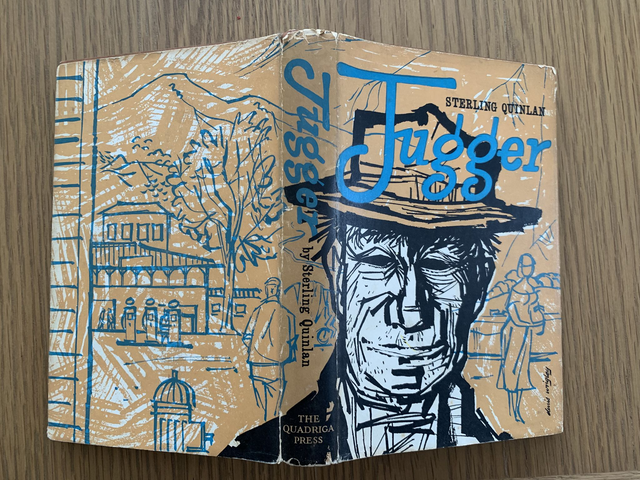 Jugger
by Sterling Quinlan
THE
QUADRIGA
PRESS
STERLING QUINLAN
Jugger